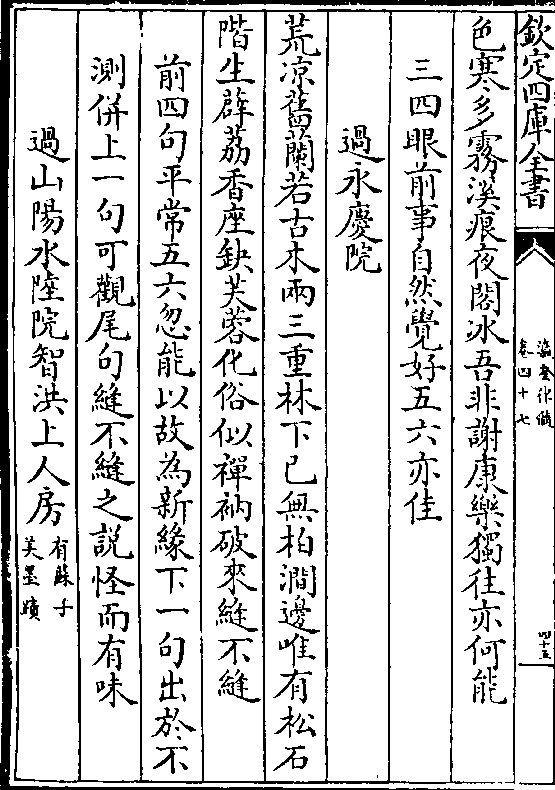 欽定四庫全書
瀛奎律髓
卷四十七
四十五
色寒多霧溪痕夜閣冰吾非謝康樂獨往亦何能
三四眼前事自然覺好五六亦佳
過永慶院
荒凉舊蘭若古木兩三重林下已無柏澗邊唯有松石
階生薜荔香座鈌芙蓉化俗似禪衲破來縫不縫
前四句平常五六忽能以故為新緣下一句出於不
測併上一句可觀尾句縫不縫之説怪而有味
過山陽水陸院智洪上人房有蘇子美墨蹟